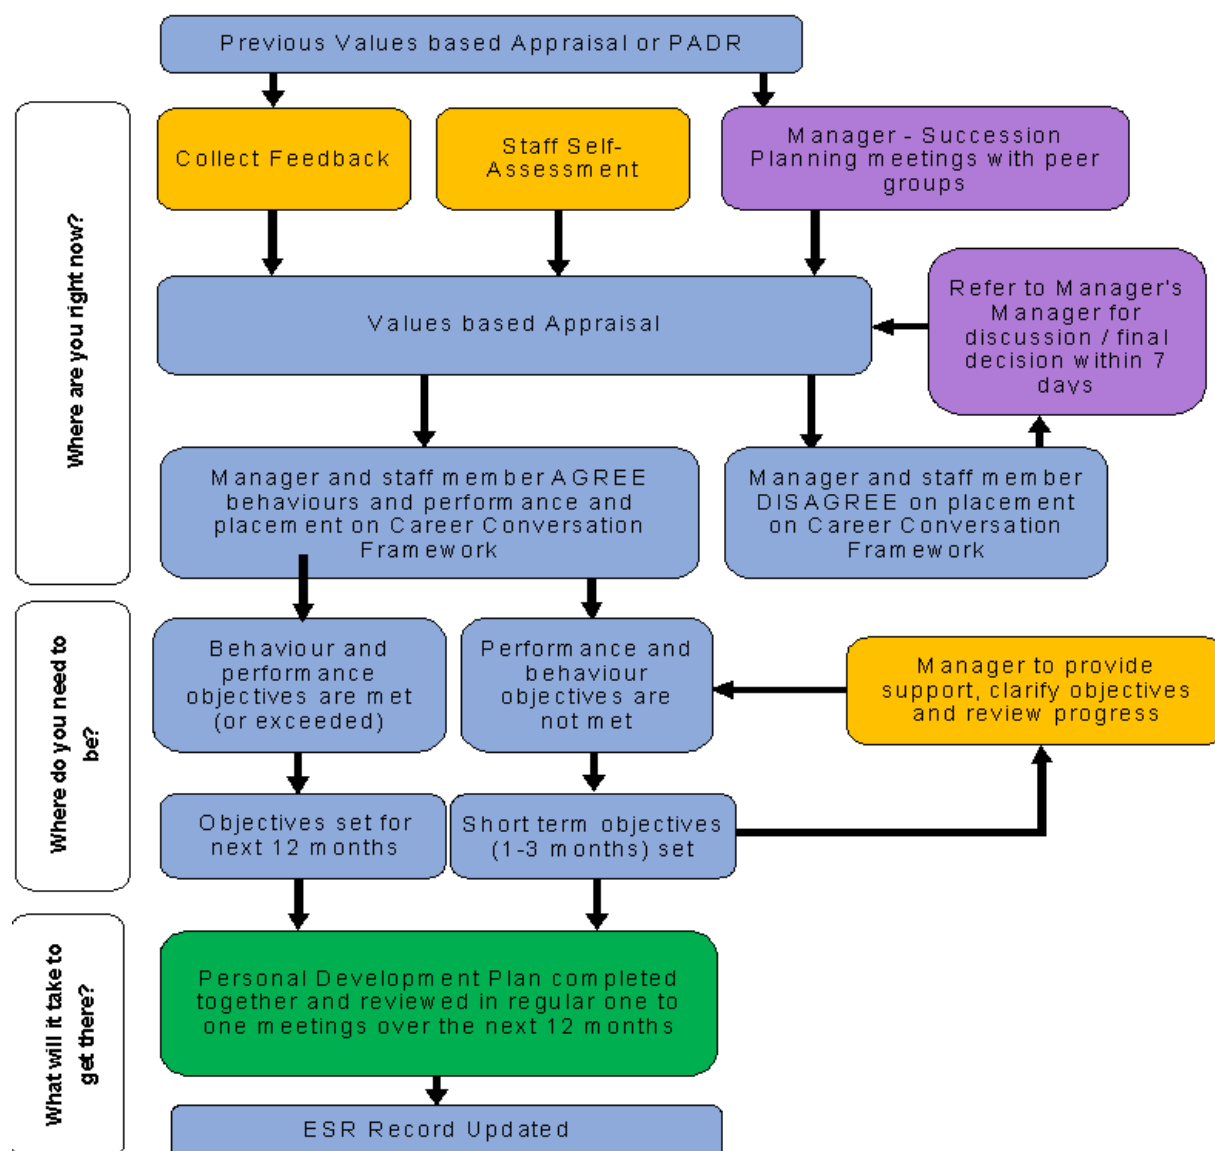 Previous Values based Appraisal or PADR
Where are you right now?
Collect Feedback
Staff Self-
Assessment
Manager - Succession
Planning meetings with peer
groups
Values based Appraisal
Refer to Manager's
Manager for
discussion / final
decision within 7
days
Manager and staff member AGREE
behaviours and performance and
placement on Career Conversation
Framework
Manager and staff member
DISAGREE on placement
on Career Conversation
Framework
Where do you need to
be?
Behaviour and
performance
objectives are met
(or exceeded)
Performance and
behaviour
objectives are
not met
Manager to provide
support, clarify objectives
and review progress
Objectives set for
next 12 months
Short term objectives
(1-3 months) set
What will it take to
get there?
Personal Development Plan completed
together and reviewed in regular one to
one meetings over the next 12 months
ESR Record Updated